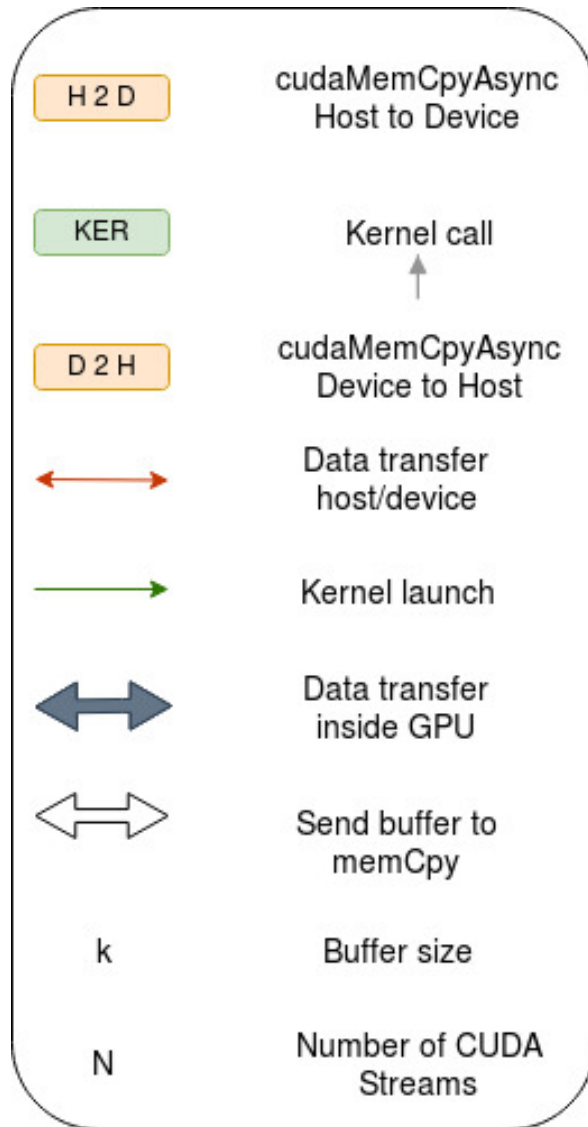 H 2 D
cudaMemCpyAsync
Host to Device
KER
Kernel call
D 2 H
cudaMemCpyAsync
Device to Host
Data transfer
host/device
Kernel launch
Data transfer
inside GPU
Send buffer to
memCpy
k
Buffer size
N
Number of CUDA
Streams